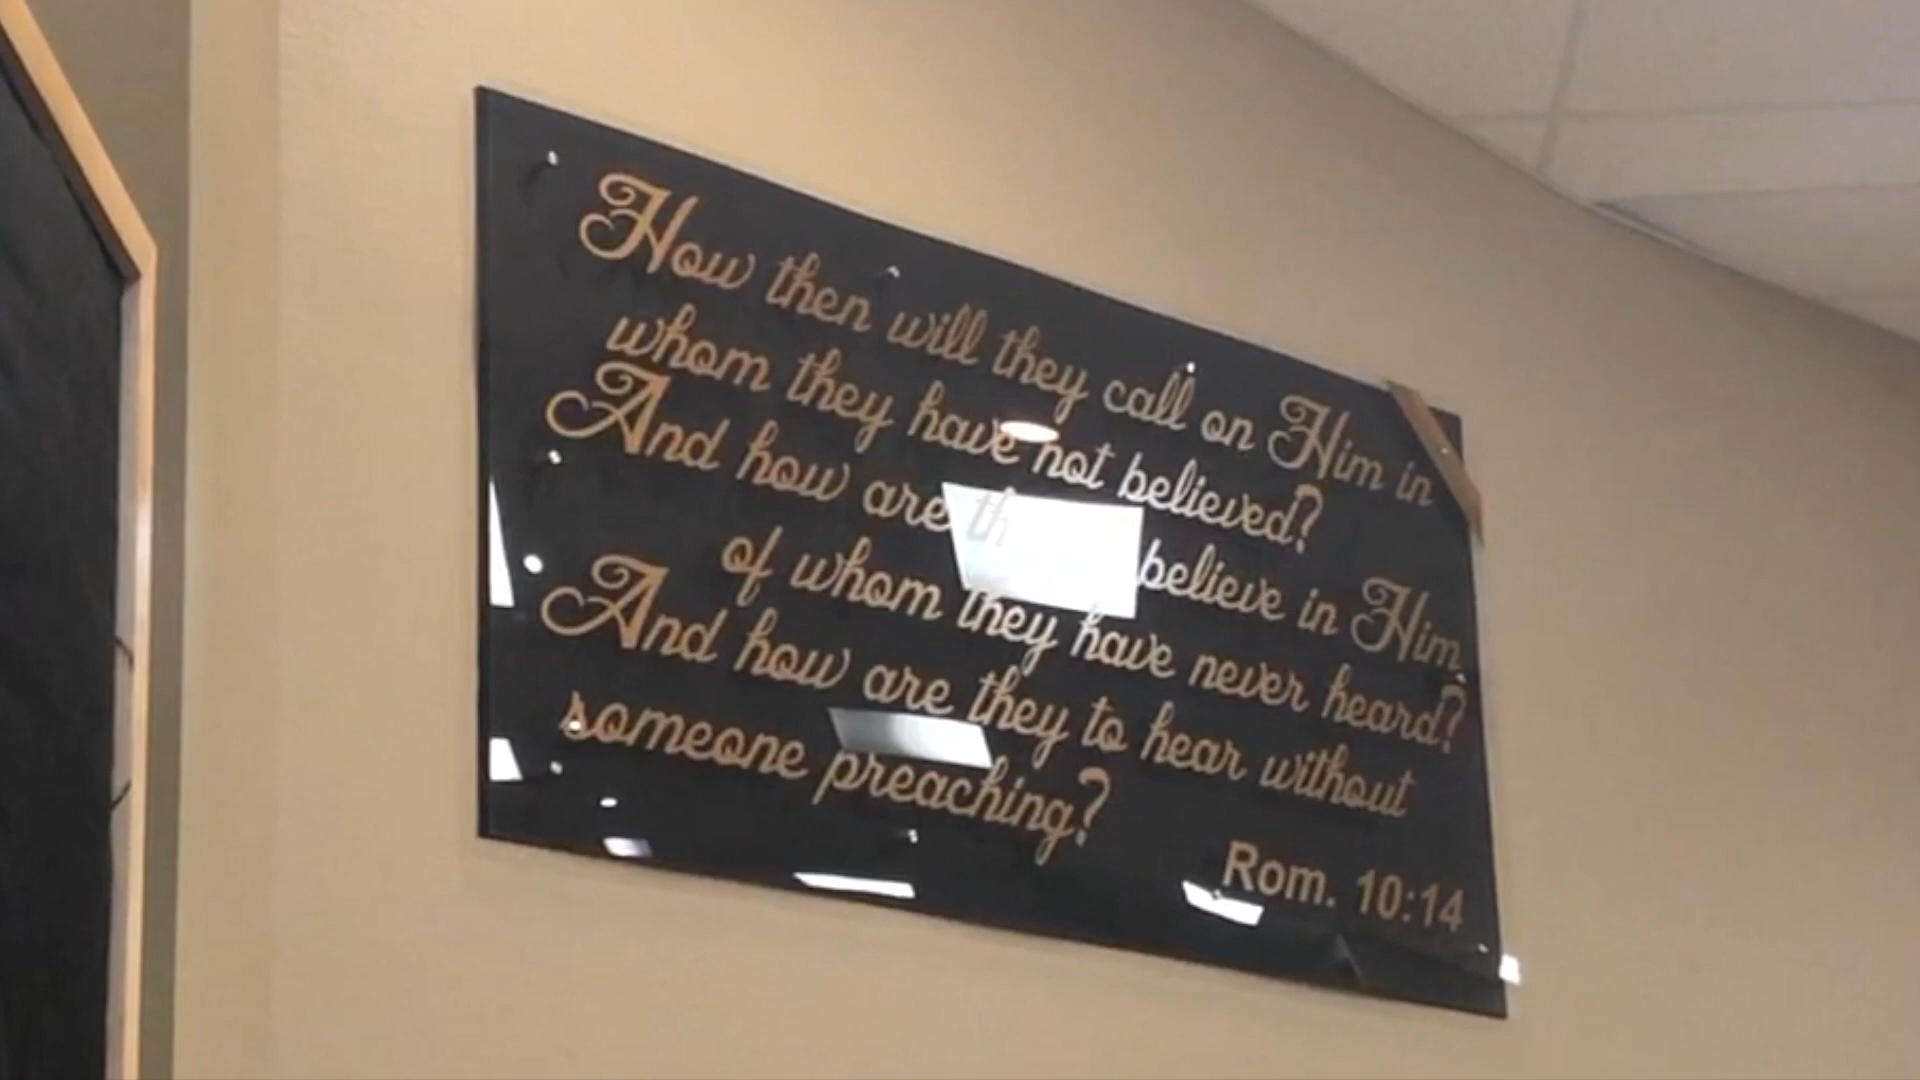 How then will they call on Him in
whom they have not believed?
And how are believe in Him
of whom they have never heard?
And how are they to hear without
someone preaching?
Rom. 10:14